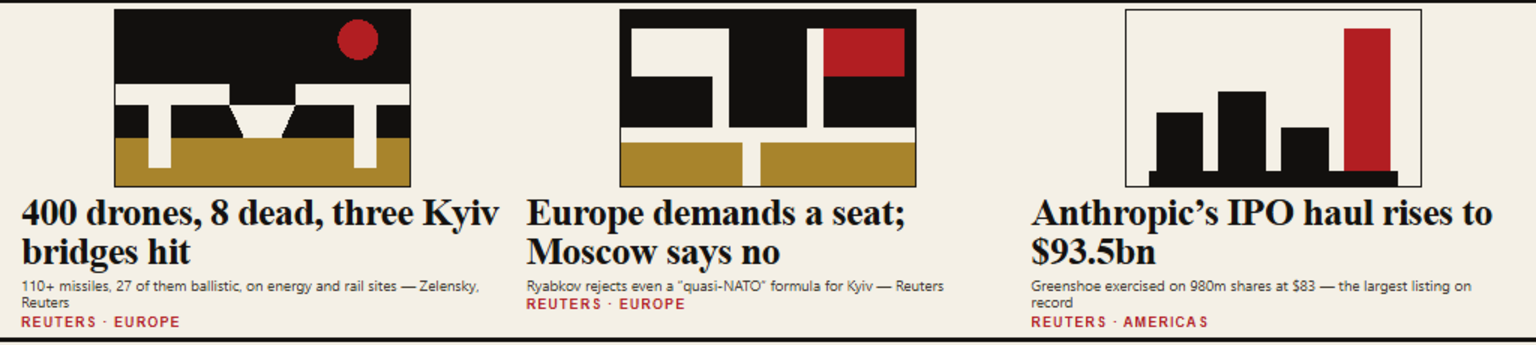 400 drones, 8 dead, three Kyiv
bridges hit
110+ missiles, 27 of them ballistic, on energy and rail sites — Zelensky,
Reuters
REUTERS · EUROPE
Europe demands a seat;
Moscow says no
Ryabkov rejects even a “quasi-NATO” formula for Kyiv — Reuters
REUTERS · EUROPE
Anthropic’s IPO haul rises to
$93.5bn
Greenshoe exercised on 980m shares at $83 — the largest listing on
record
REUTERS · AMERICAS